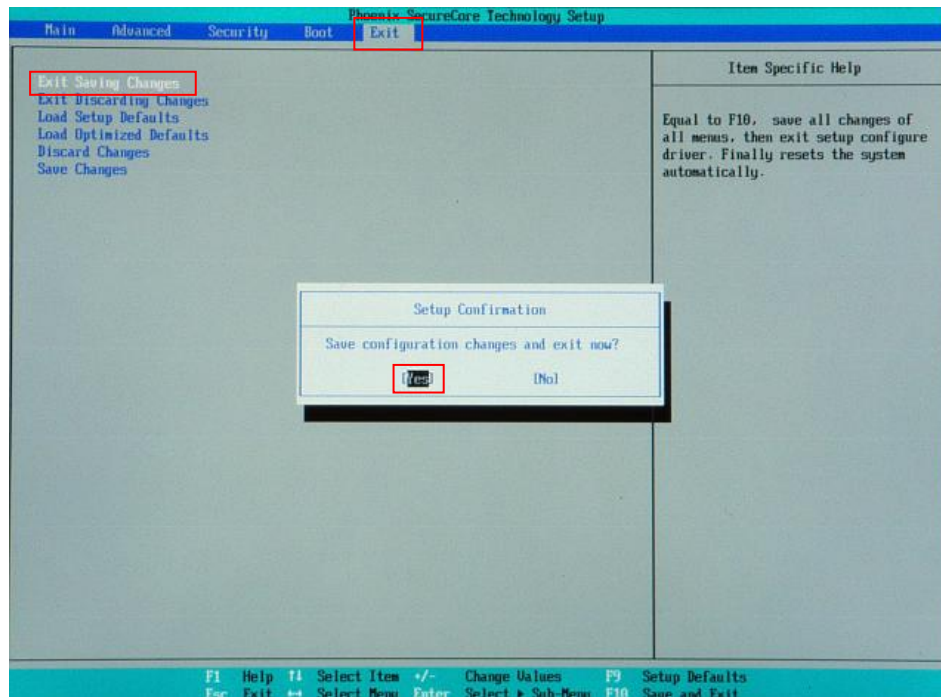 Phoenix SecureCore Technology Setup
Main Advanced Security Boot Exit
Exit Saving Changes
Exit Discarding Changes
Load Setup Defaults
Load Optimized Defaults
Discard Changes
Save Changes
Item Specific Help
Equal to F10, save all changes of
all menus, then exit setup configure
driver. Finally resets the system
automatically.
Setup Confirmation
Save configuration changes and exit now?
[Yes] [No]
F1 Help ↑↓ Select Item +/- Change Values F9 Setup Defaults
Esc Exit ↔ Select Menu Enter Select ▶ Sub-Menu F10 Save and Exit